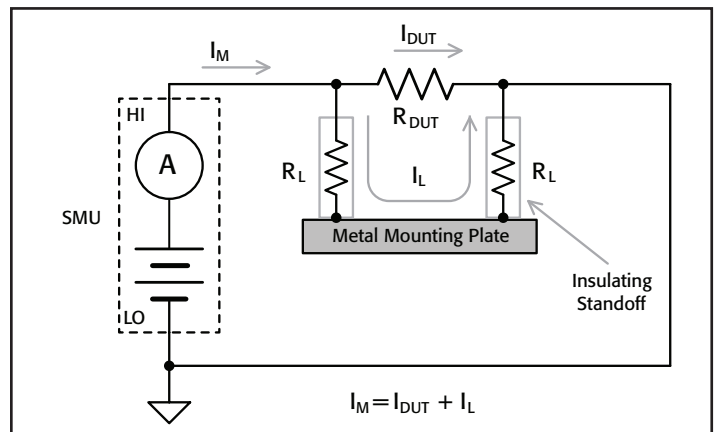 I_M
I_DUT
HI
A
R_DUT
R_L
I_L
R_L
SMU
Metal Mounting Plate
Insulating
Standoff
LO
I_M = I_DUT + I_L